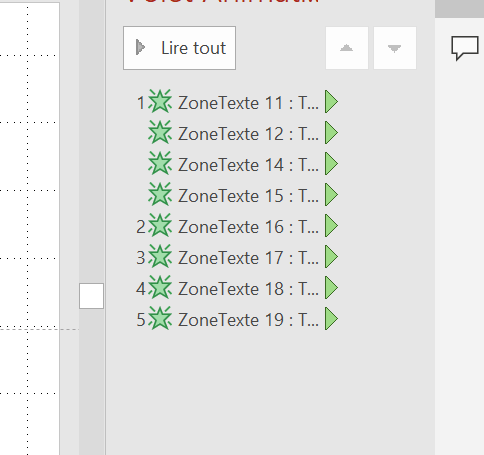 Lire tout
1 ZoneTexte 11 : T...
ZoneTexte 12 : T...
ZoneTexte 14 : T...
ZoneTexte 15 : T...
2 ZoneTexte 16 : T...
3 ZoneTexte 17 : T...
4 ZoneTexte 18 : T...
5 ZoneTexte 19 : T...